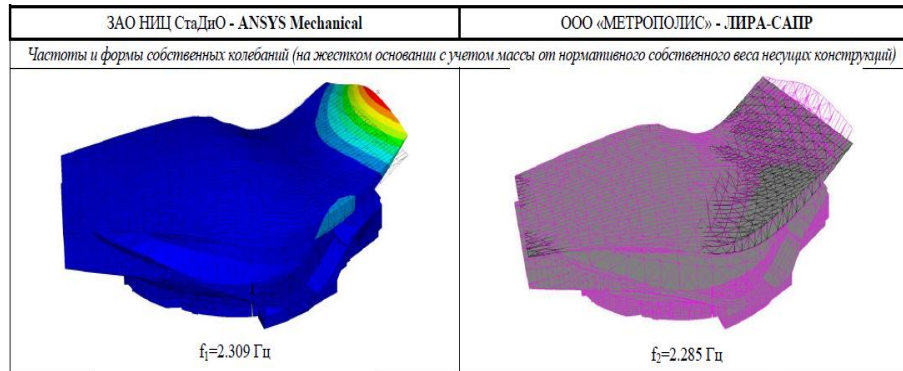 ЗАО НИЦ СтаДиО - ANSYS Mechanical
ООО «МЕТРОПОЛИС» - ЛИРА-САПР
Частоты и формы собственных колебаний (на жестком основании с учетом массы от нормативного собственного веса несущих конструкций)
f₁=2.309 Гц
f₂=2.285 Гц